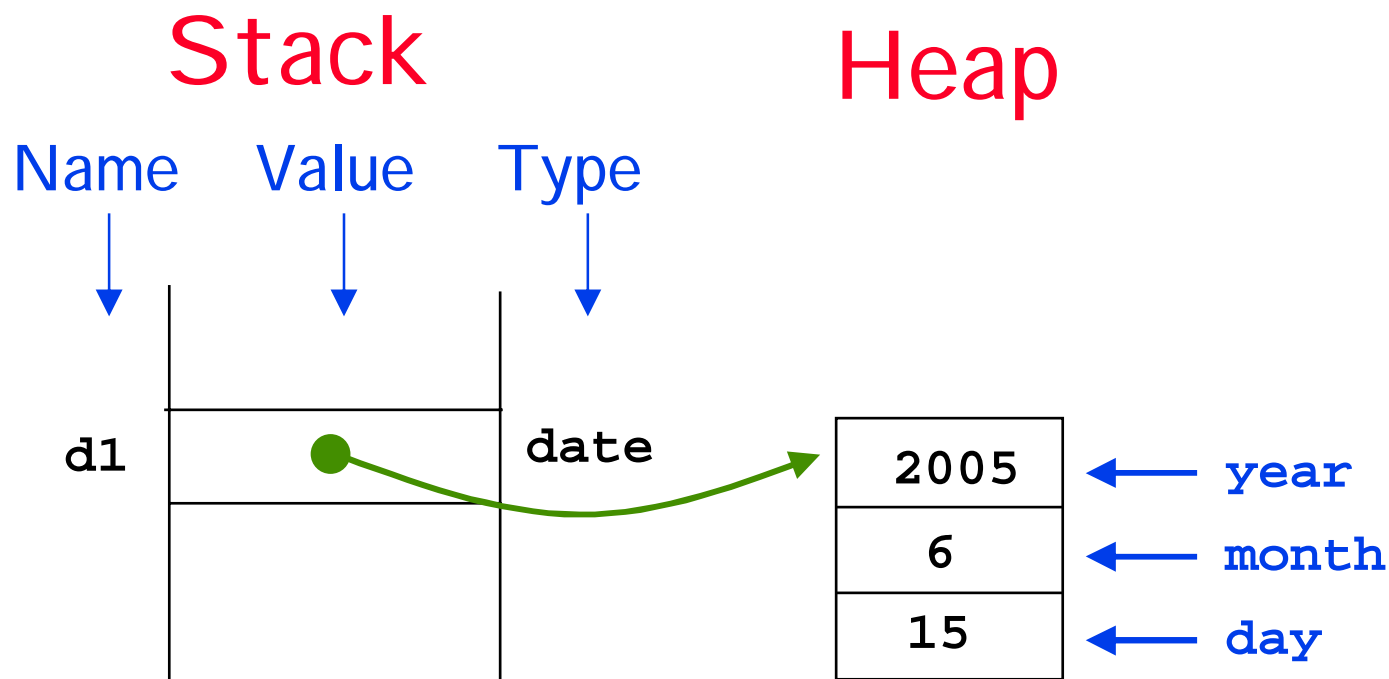 Stack Heap
Name Value Type
d1 date 2005 year
6 month
15 day